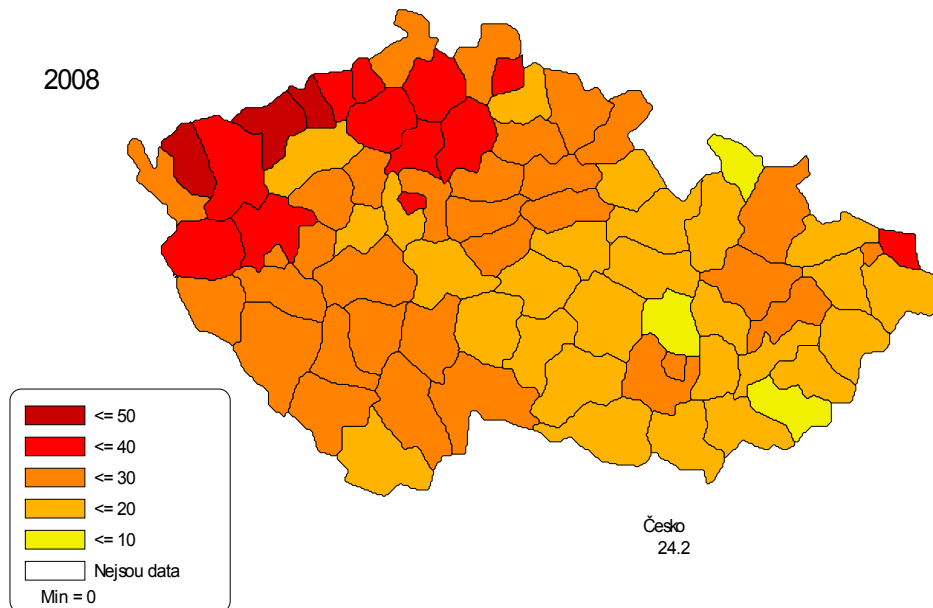 2008
<= 50
<= 40
<= 30
<= 20
<= 10
Nejsou data
Min = 0
Česko
24.2